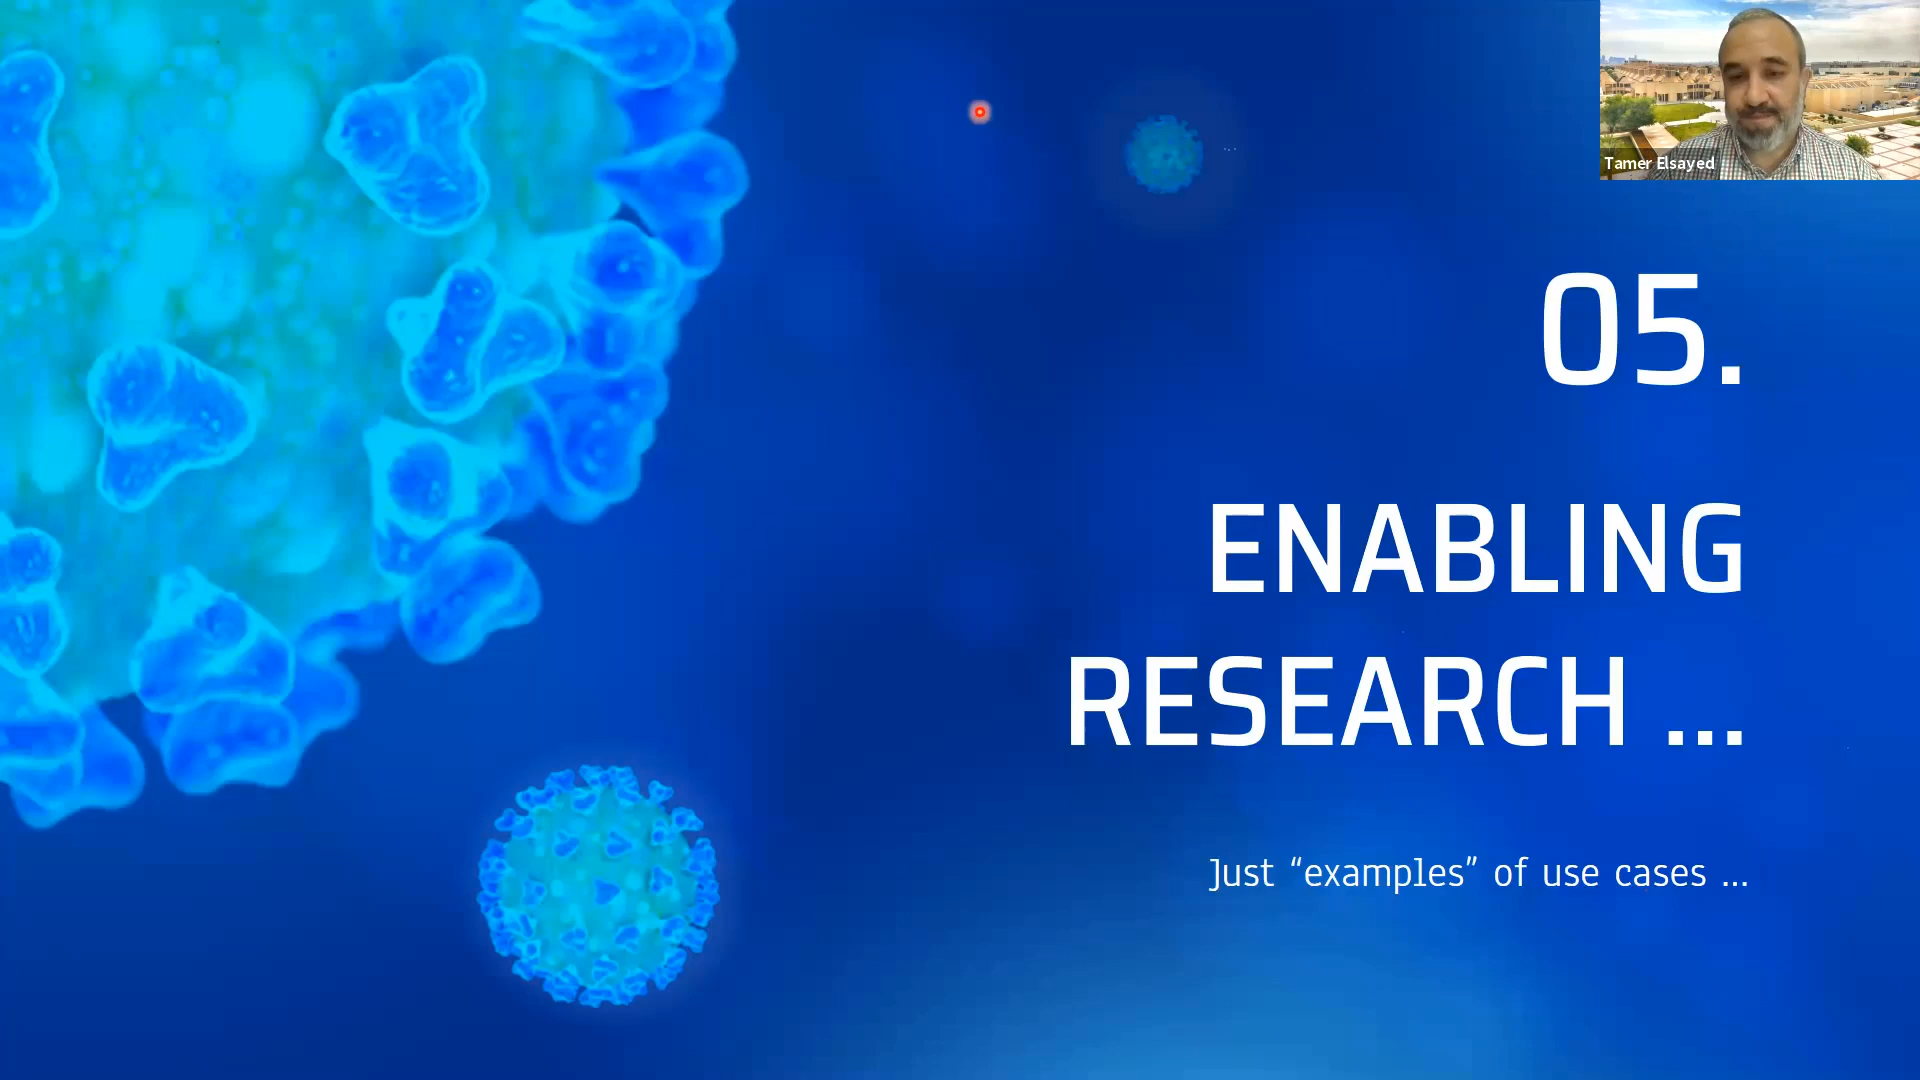 Tamer Elsayed
05.
ENABLING
RESEARCH ...
Just “examples” of use cases ...